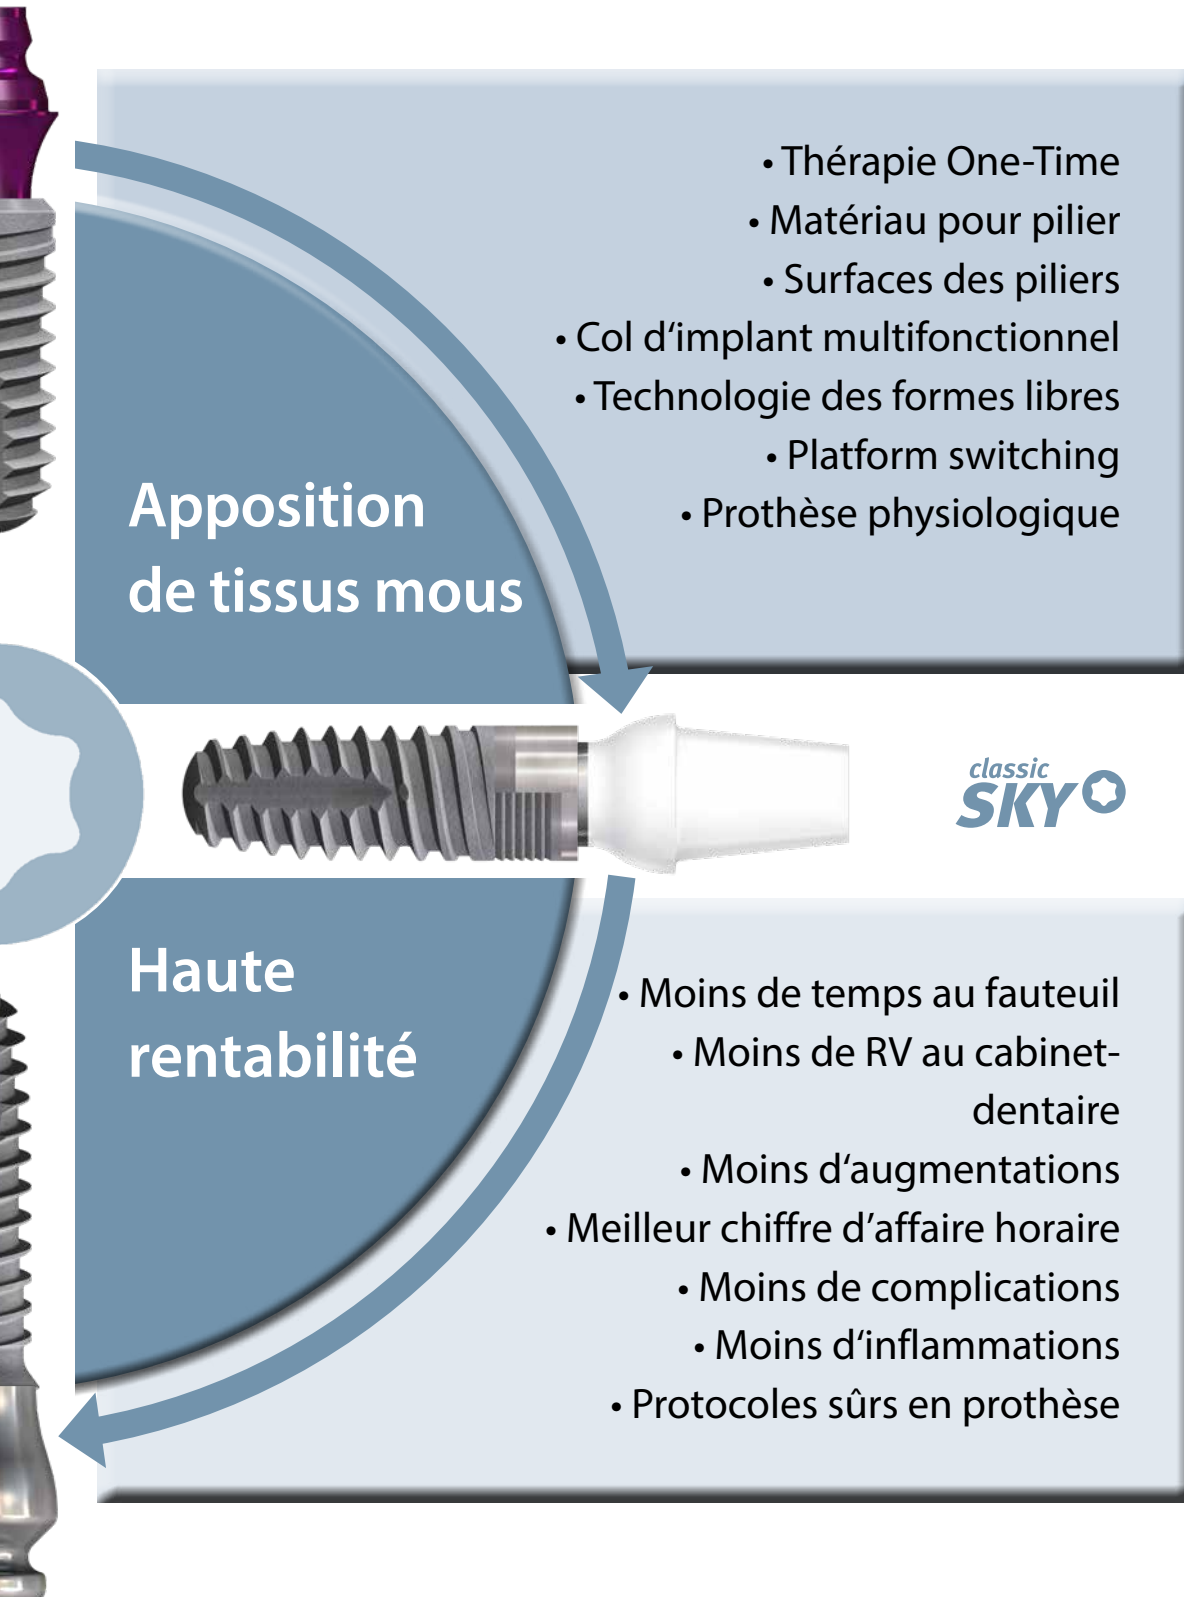 • Thérapie One-Time
• Matériau pour pilier
• Surfaces des piliers
• Col d‘implant multifonctionnel
• Technologie des formes libres
• Platform switching
• Prothèse physiologique
Apposition
de tissus mous
classic
SKY
Haute
rentabilité
• Moins de temps au fauteuil
• Moins de RV au cabinet-
dentaire
• Moins d‘augmentations
• Meilleur chiffre d’affaire horaire
• Moins de complications
• Moins d‘inflammations
• Protocoles sûrs en prothèse